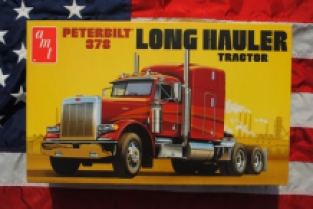 amt
PETERBILT
378
LONG HAULER
TRACTOR